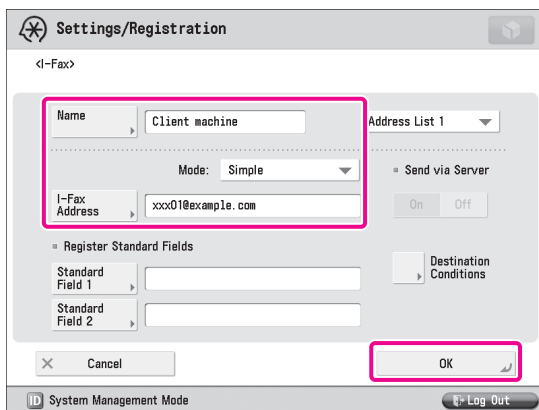 Settings/Registration
<I-Fax>
Name
Client machine
Address List 1
Mode: Simple
Send via Server
I-Fax
Address
xxx01@example.com
On Off
Register Standard Fields
Standard
Field 1
Destination
Conditions
Standard
Field 2
Cancel
OK
ID System Management Mode
Log Out